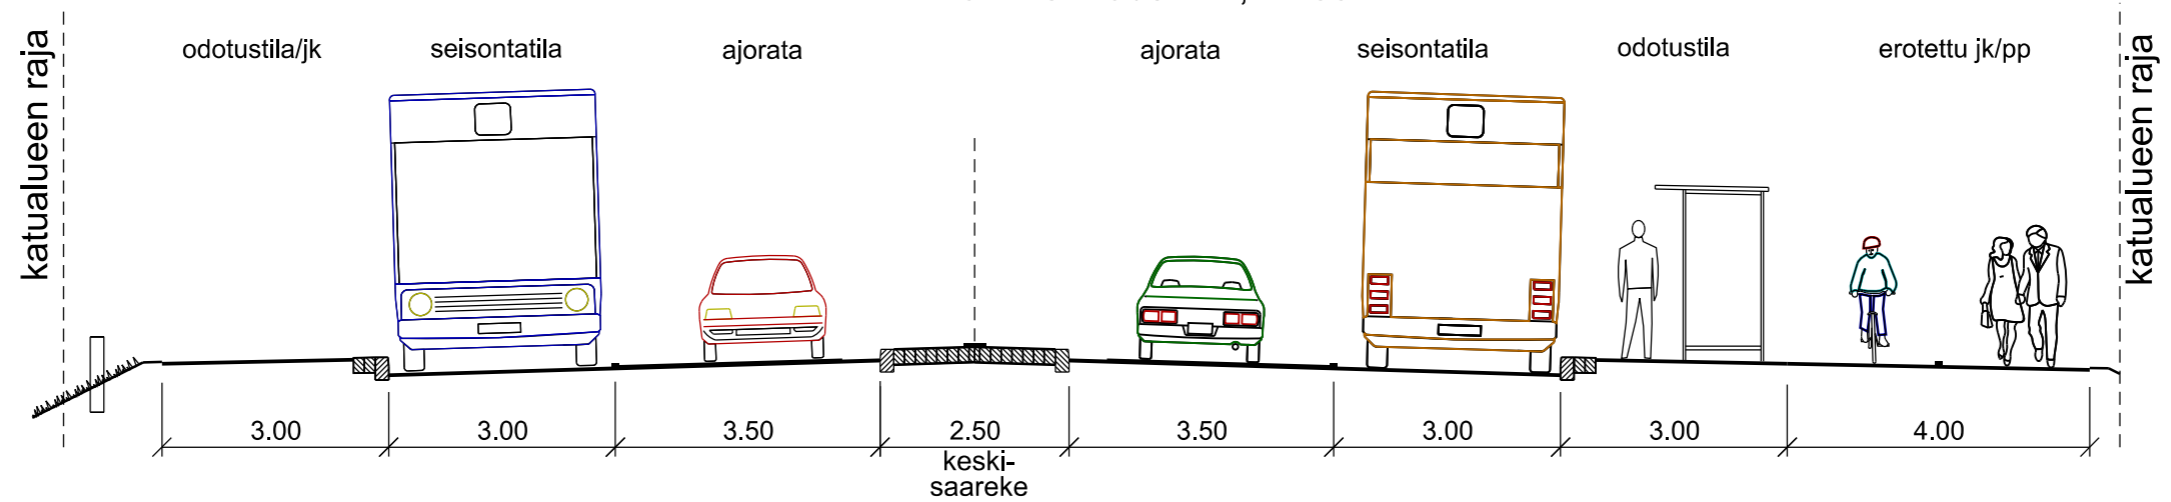 katualueen raja
odotustila/jk
seisontatila
ajorata
ajorata
seisontatila
odotustila
erotettu jk/pp
katualueen raja
3.00
3.00
3.50
2.50
3.50
3.00
3.00
4.00
keski-
saareke